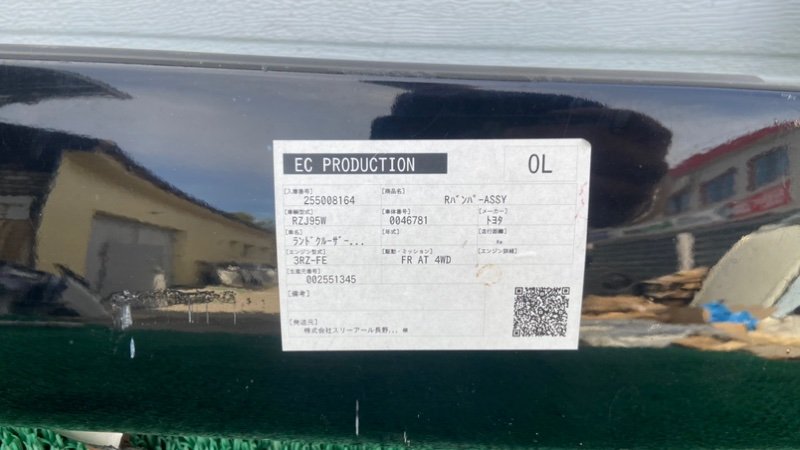 EC PRODUCTION OL
[入庫番号] 255008164 [商品名] Rバンパ-ASSY
[車輌型式] RZJ95W [車体番号] 0046781 [メーカー] トヨタ
[車名] ランドクルーザー... [年式] [走行距離] Km
[エンジン型式] 3RZ-FE [駆動・ミッション] FR AT 4WD [エンジン詳細]
[生産元番号] 002551345
[備考]
[発送元]
株式会社スリーアール長野... 様